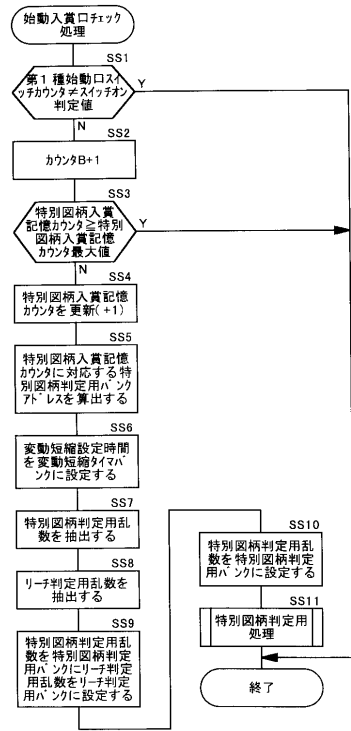 始動入賞口チェック
処理
SS1
第1種始動口スイ
ッチカウンタ≠スイッチオン
判定値
Y
N
SS2
カウンタB+1
SS3
特別図柄入賞
記憶カウンタ≧特別
図柄入賞記憶
カウンタ最大値
Y
N
SS4
特別図柄入賞記憶
カウンタを更新(+1)
SS5
特別図柄入賞記憶
カウンタに対応する特
別図柄判定用バンク
アドレスを算出する
SS6
変動短縮設定時間
を変動短縮タイマバ
ンクに設定する
SS7
特別図柄判定用乱
数を抽出する
SS8
リーチ判定用乱数を
抽出する
SS9
特別図柄判定用乱
数を特別図柄判定
用バンクにリーチ判定
用乱数をリーチ判定
用バンクに設定する
SS10
特別図柄判定用乱
数を特別図柄判定
用バンクに設定する
SS11
特別図柄判定用
処理
終了